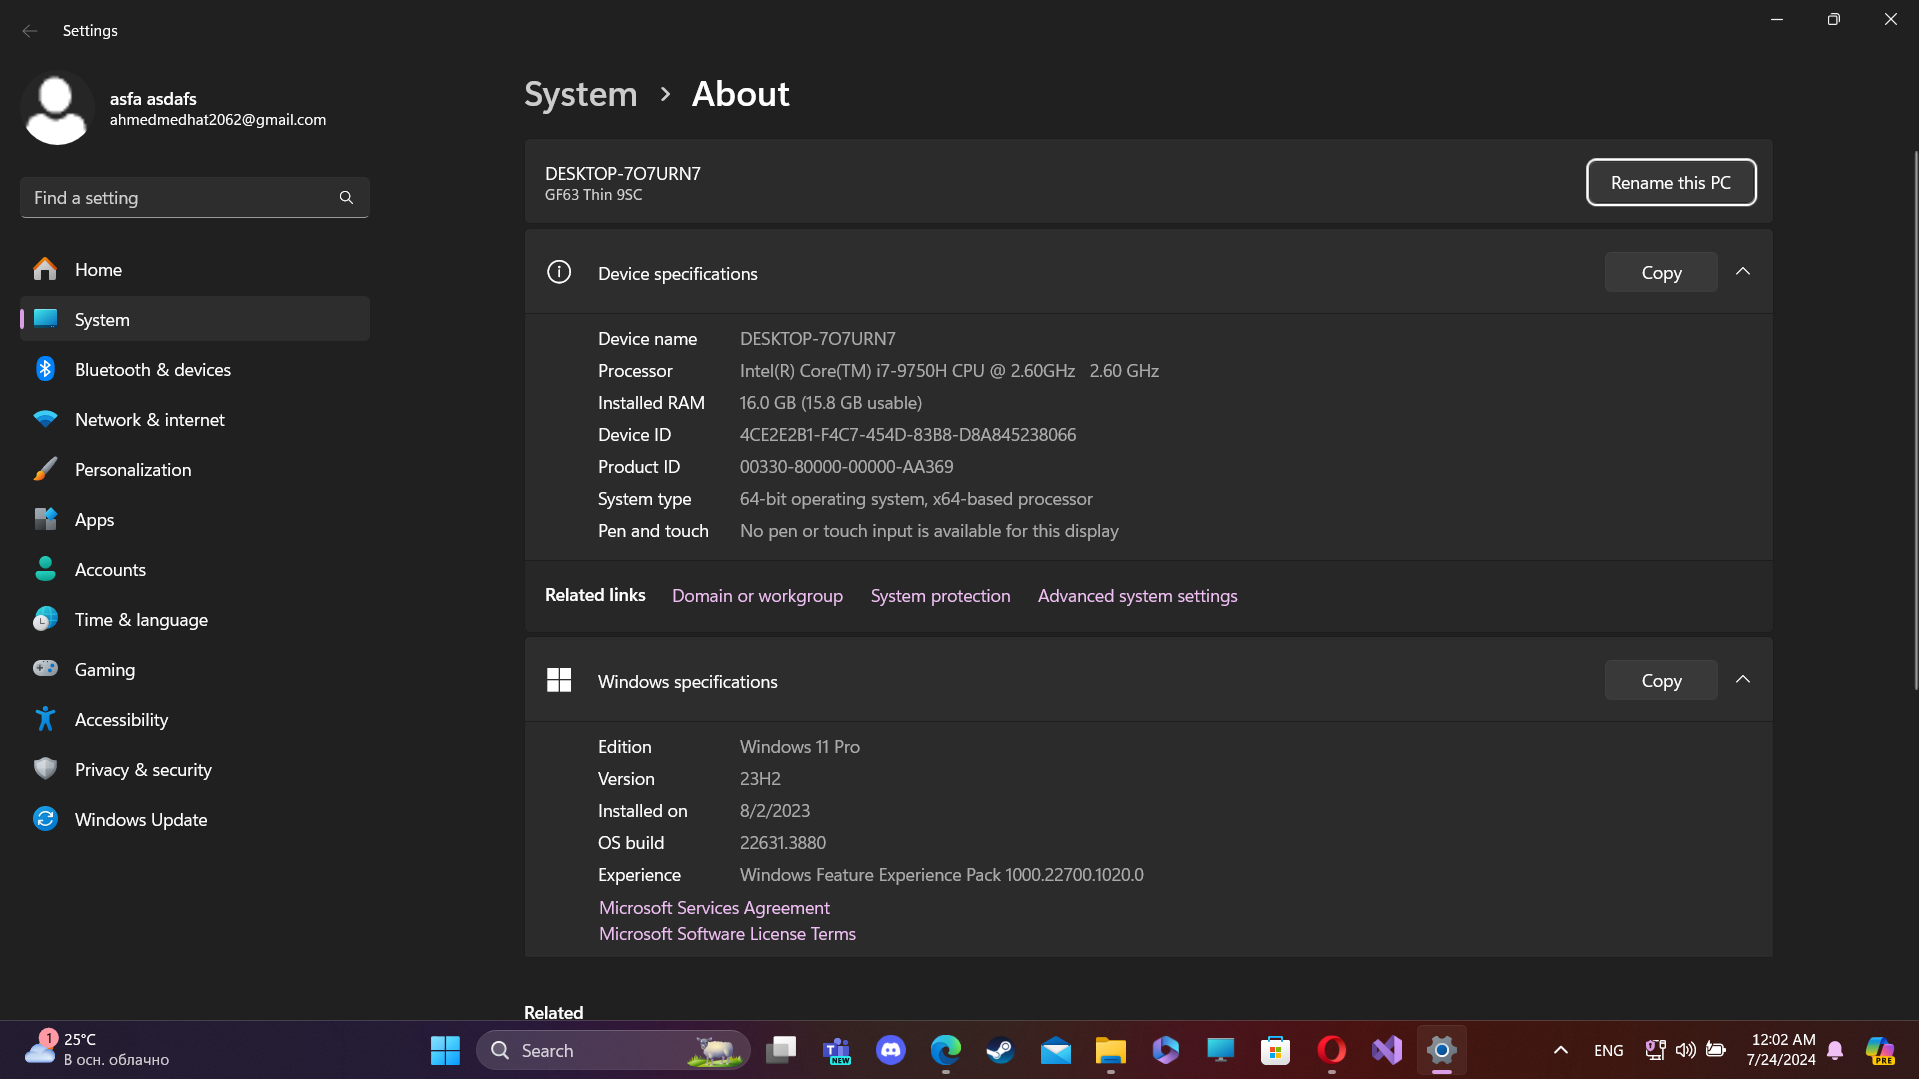 Settings
asfa asdafs
ahmedmedhat2062@gmail.com
Find a setting
Home
System
Bluetooth & devices
Network & internet
Personalization
Apps
Accounts
Time & language
Gaming
Accessibility
Privacy & security
Windows Update
System > About
DESKTOP-7O7URN7
GF63 Thin 9SC
Rename this PC
Device specifications
Copy
Device name DESKTOP-7O7URN7
Processor Intel(R) Core(TM) i7-9750H CPU @ 2.60GHz 2.60 GHz
Installed RAM 16.0 GB (15.8 GB usable)
Device ID 4CE2E2B1-F4C7-454D-83B8-D8A845238066
Product ID 00330-80000-00000-AA369
System type 64-bit operating system, x64-based processor
Pen and touch No pen or touch input is available for this display
Related links Domain or workgroup System protection Advanced system settings
Windows specifications
Copy
Edition Windows 11 Pro
Version 23H2
Installed on 8/2/2023
OS build 22631.3880
Experience Windows Feature Experience Pack 1000.22700.1020.0
Microsoft Services Agreement
Microsoft Software License Terms
Related
1
25°C
В осн. облачно
Search
NEW
ENG
12:02 AM
7/24/2024
PRE